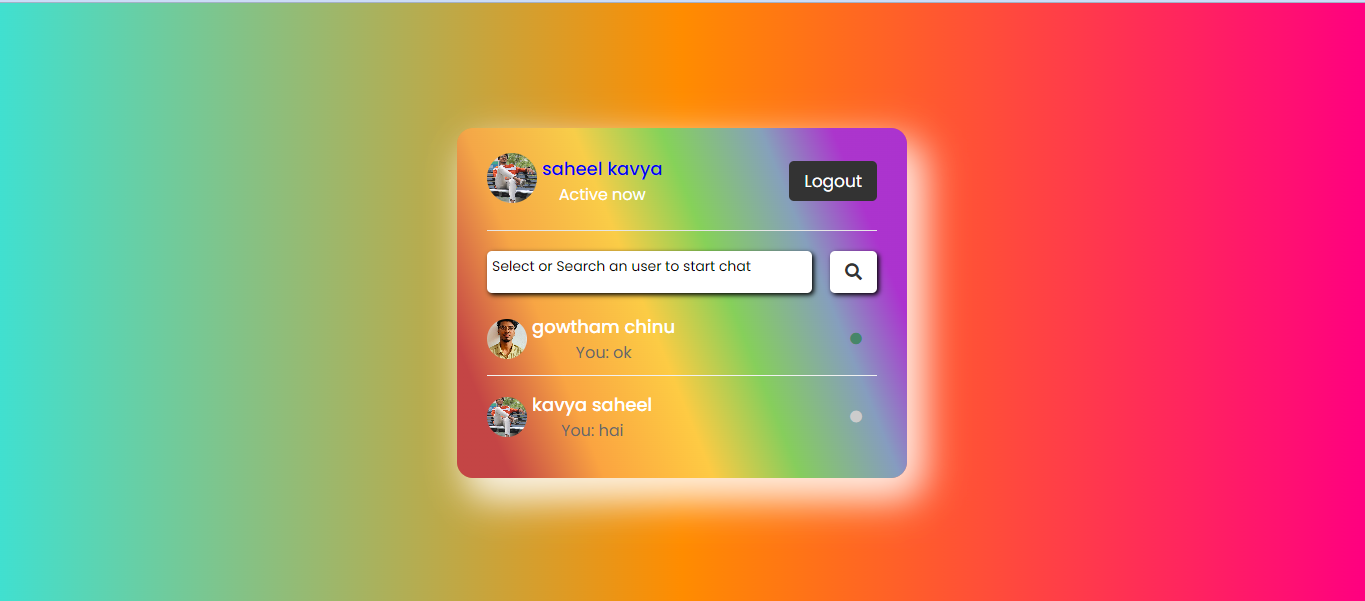 saheel kavya
Active now
Logout
Select or Search an user to start chat
gowtham chinu
You: ok
kavya saheel
You: hai